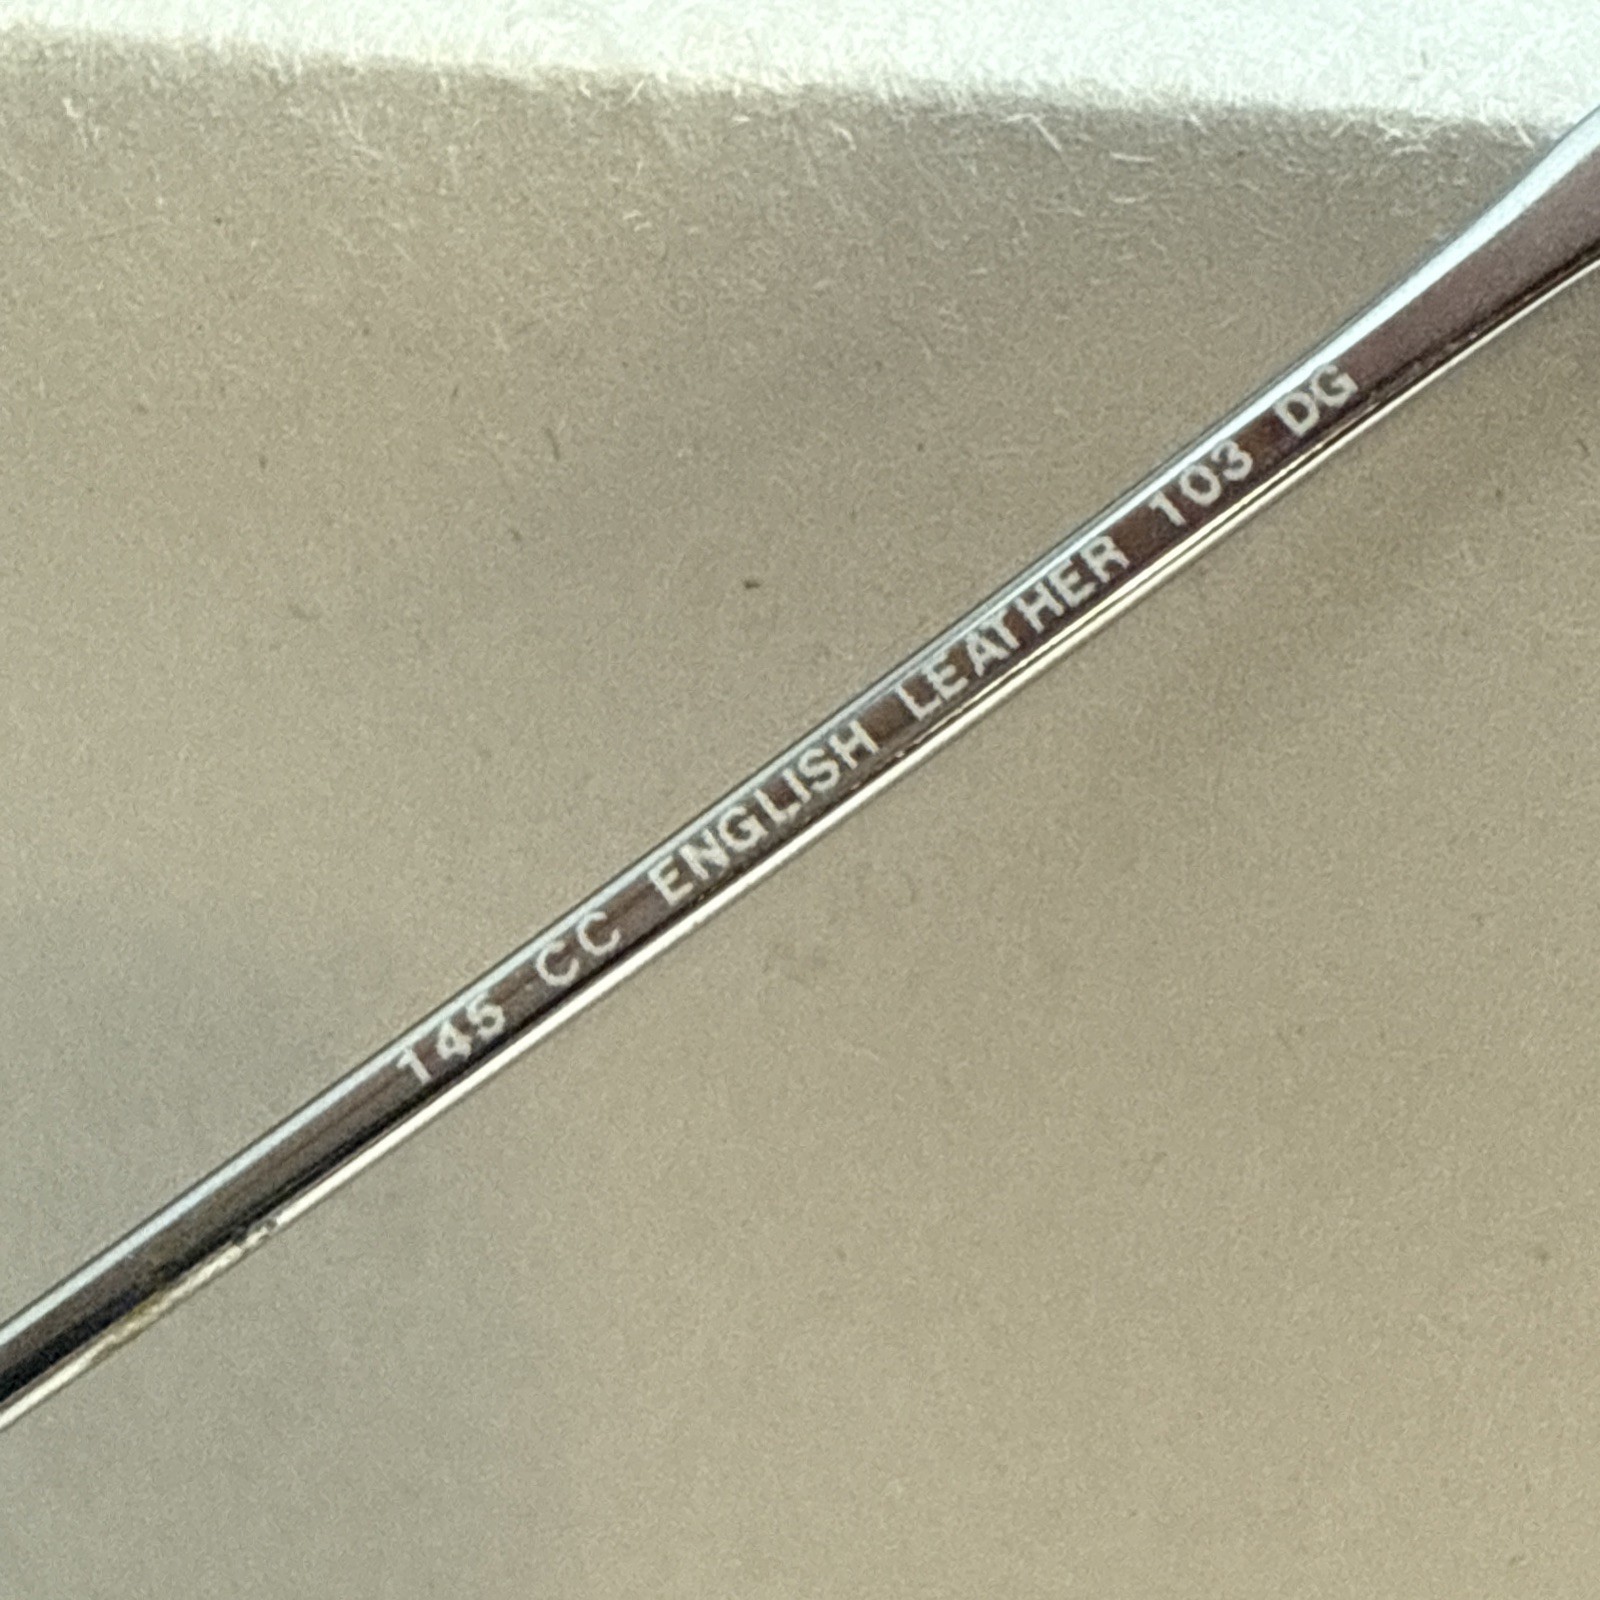 145 CC ENGLISH LEATHER 103 DG